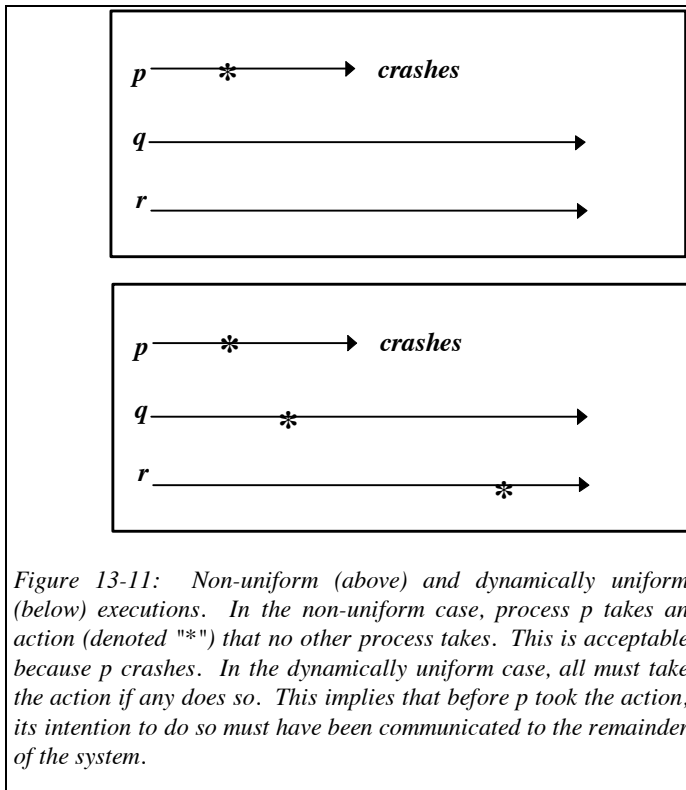 p * crashes
q
r
p * crashes
q *
r *
Figure 13-11: Non-uniform (above) and dynamically uniform
(below) executions. In the non-uniform case, process p takes an
action (denoted "*") that no other process takes. This is acceptable
because p crashes. In the dynamically uniform case, all must take
the action if any does so. This implies that before p took the action,
its intention to do so must have been communicated to the remainder
of the system.